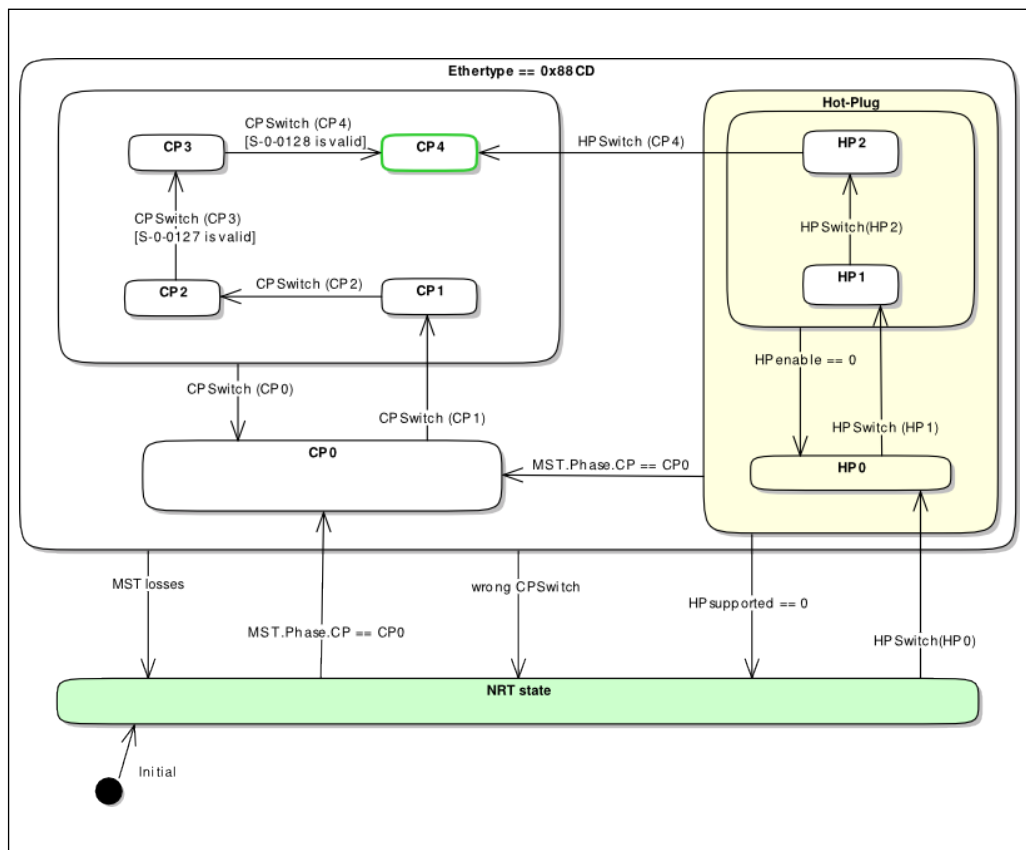 Ethertype == 0x88CD
Hot-Plug
CP3
CPSwitch (CP4)
[S-0-0128 is valid]
CP4
HPSwitch (CP4)
HP2
CPSwitch (CP3)
[S-0-0127 is valid]
HPSwitch(HP2)
CP2
CPSwitch (CP2)
CP1
HP1
CPSwitch (CP0)
CPSwitch (CP1)
HPenable == 0
HPSwitch (HP1)
CP0
MST.Phase.CP == CP0
HP0
MST losses
MST.Phase.CP == CP0
wrong CPSwitch
HPsupported == 0
HPSwitch(HP0)
NRT state
Initial